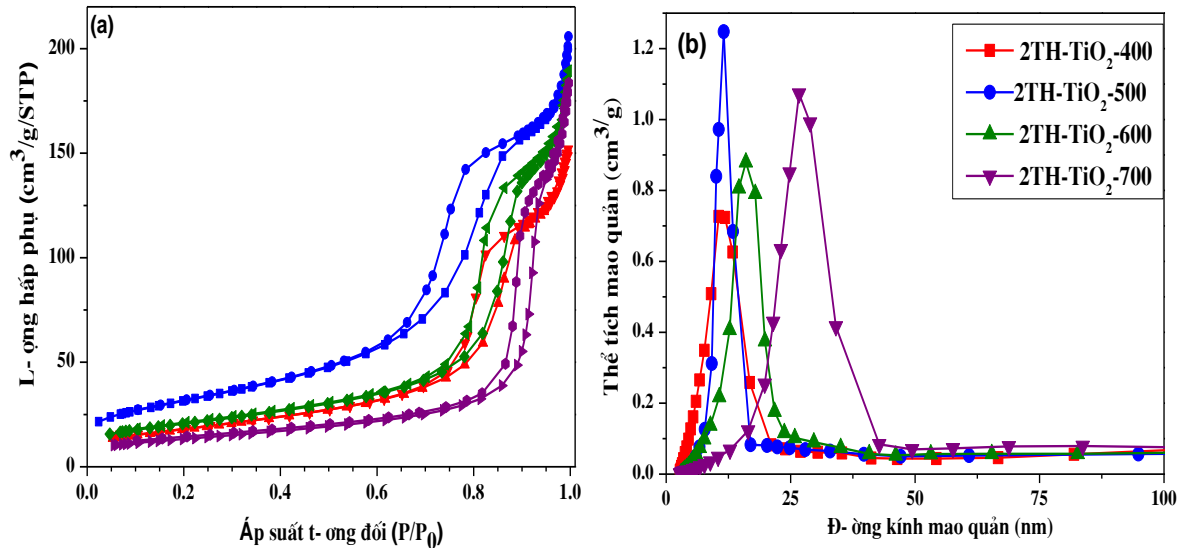 (a)
L- ợng hấp phụ (cm³/g/STP)
200
150
100
50
0
0.0
0.2
0.4
0.6
0.8
1.0
Áp suất t- ơng đối (P/P₀)
(b)
2TH-TiO₂-400
2TH-TiO₂-500
2TH-TiO₂-600
2TH-TiO₂-700
Thể tích mao quản (cm³/g)
1.2
1.0
0.8
0.6
0.4
0.2
0.0
0
25
50
75
100
Đ- ờng kính mao quản (nm)